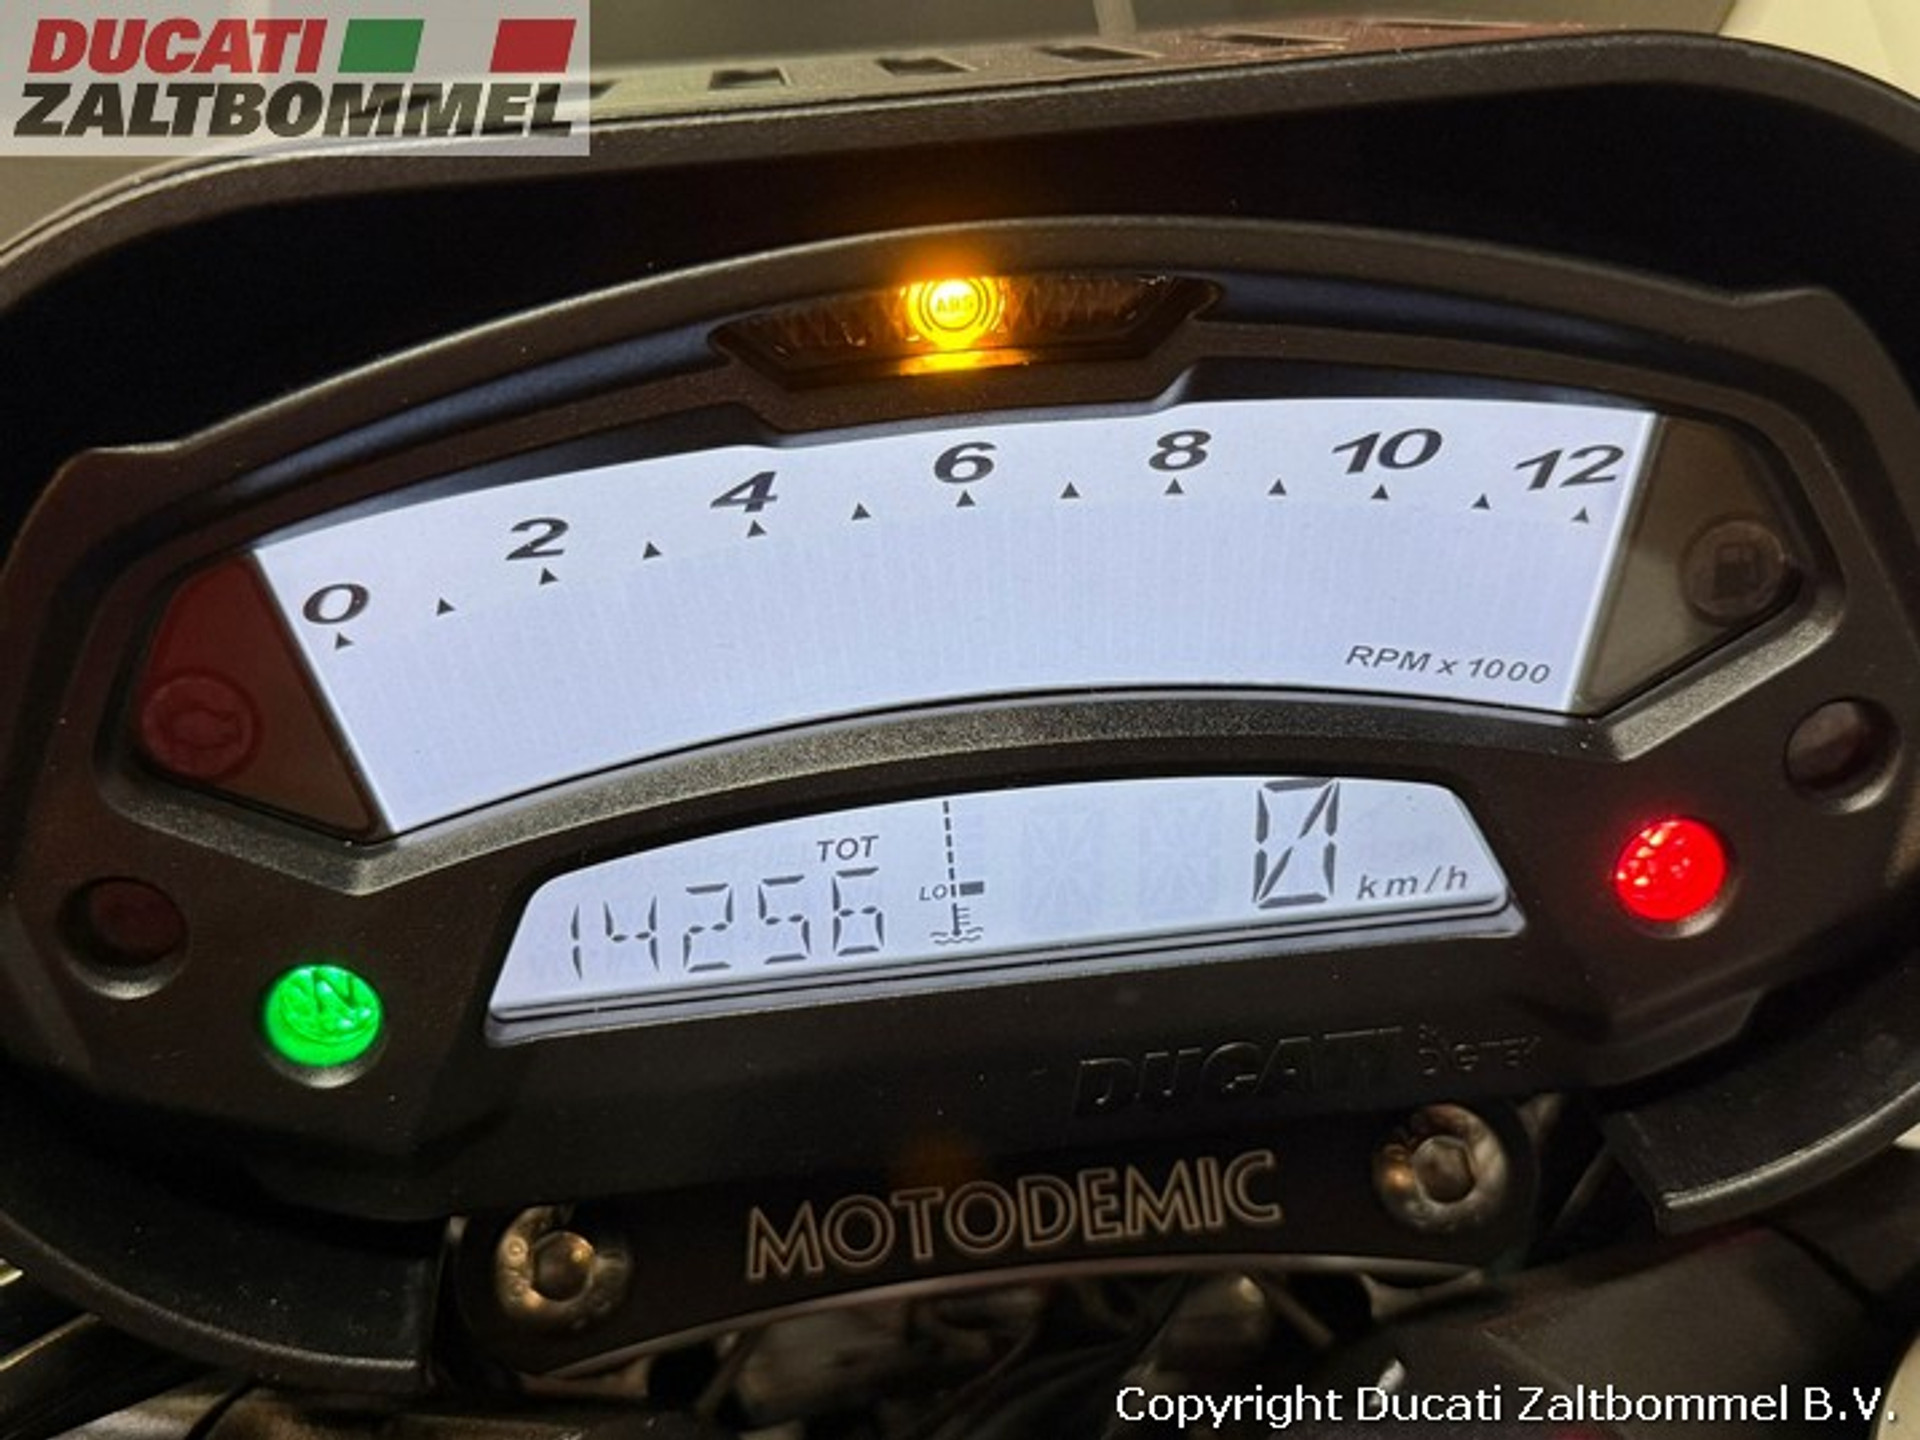 DUCATI
ZALTBOMMEL
ABS
0 2 4 6 8 10 12
RPM x 1000
TOT
14256
LO
0 km/h
N
DUCATI
DIGITEK
MOTODEMIC
Copyright Ducati Zaltbommel B.V.